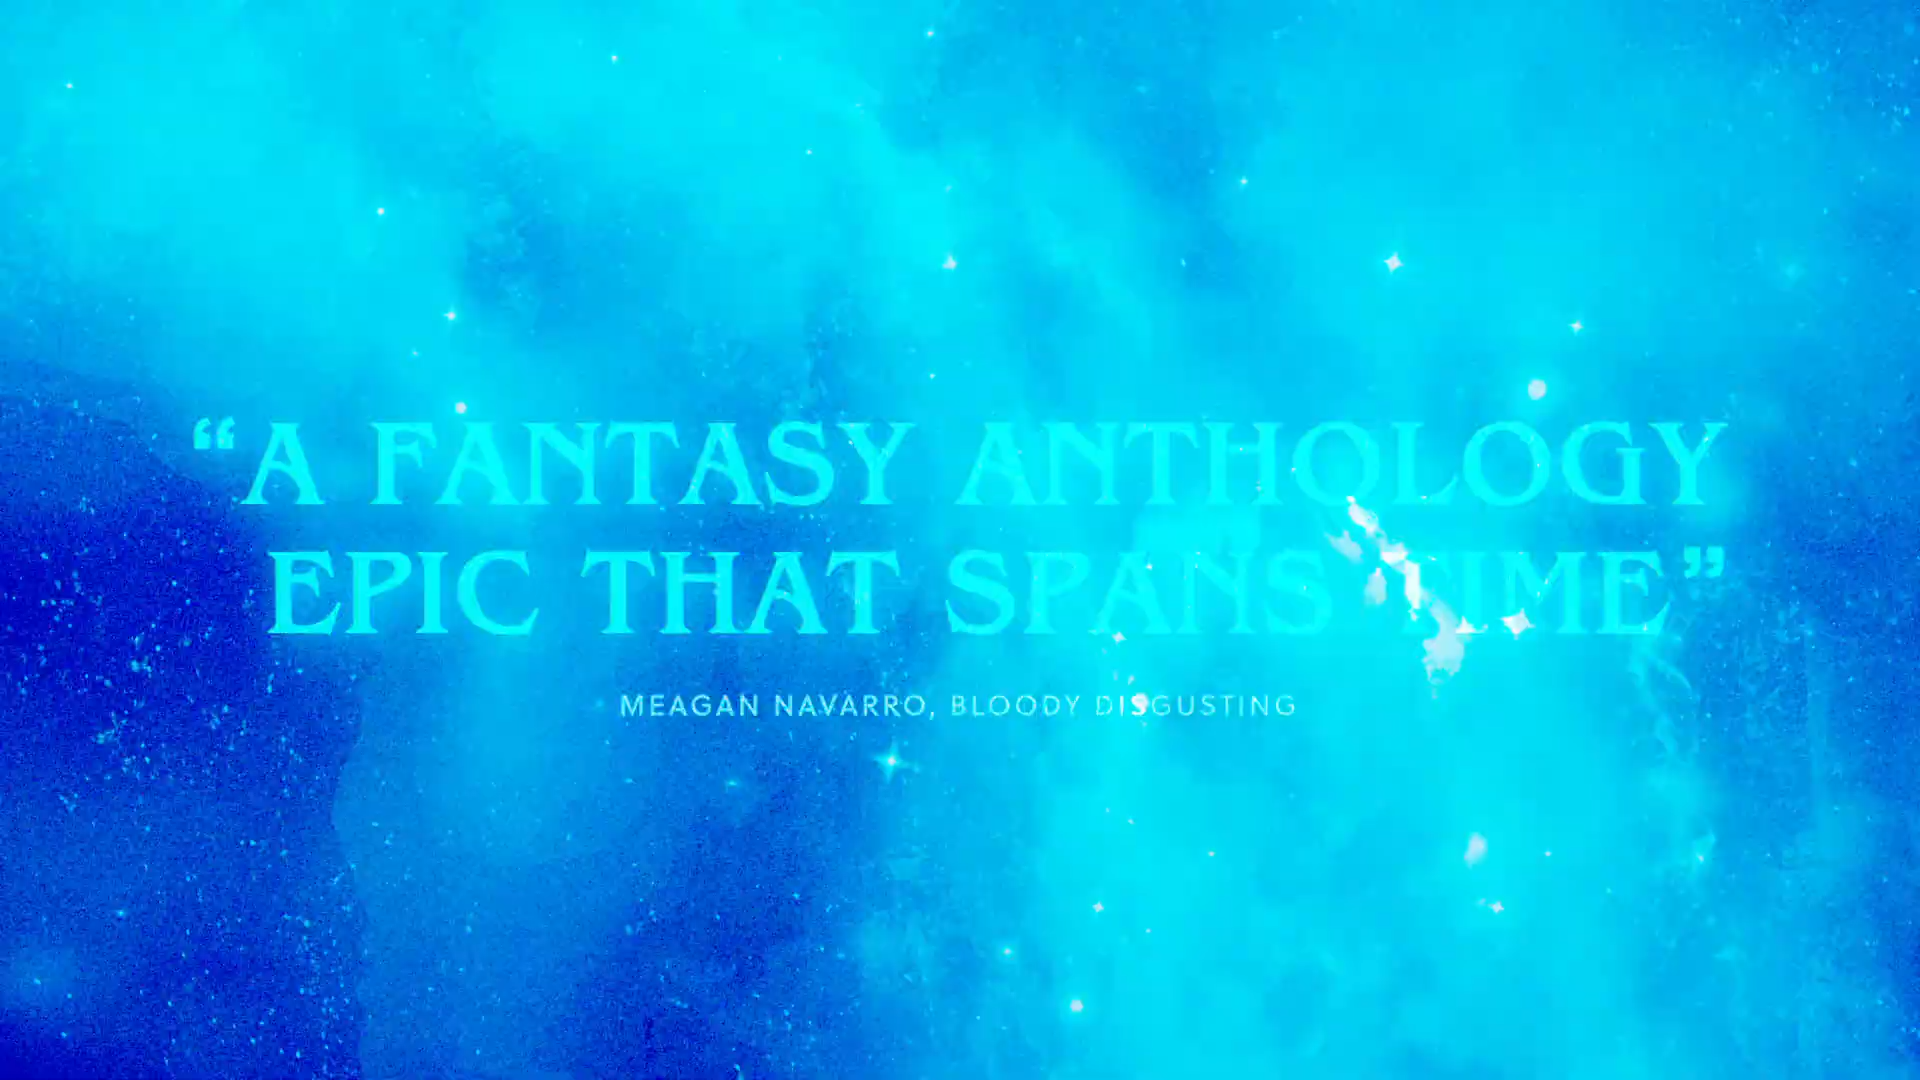 “A FANTASY ANTHOLOGY
EPIC THAT SPANS TIME”
MEAGAN NAVARRO, BLOODY DISGUSTING